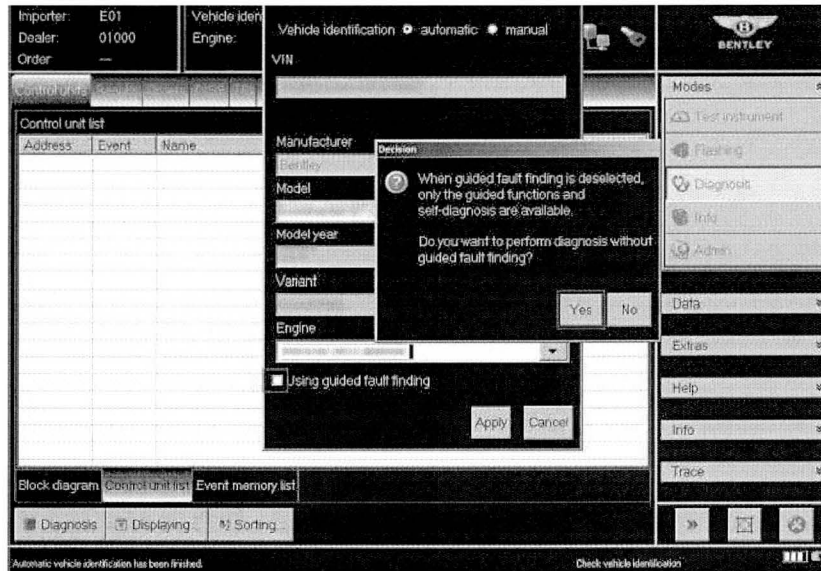 Importer: E01
Dealer: 01000
Order —
Vehicle iden
Engine:
Vehicle identification automatic manual
VIN
Manufacturer
Bentley
Model
Model year
Variant
Engine
Using guided fault finding
Apply Cancel
Decision
When guided fault finding is deselected,
only the guided functions and
self-diagnosis are available.
Do you want to perform diagnosis without
guided fault finding?
Yes No
BENTLEY
Control units
Control unit list
Address Event Name
Block diagram Control unit list Event memory list
Diagnosis Displaying... Sorting...
Modes
Test instrument
Flashing
Diagnosis
Info
Admin
Data
Extras
Help
Info
Trace
Automatic vehicle identification has been finished.
Check vehicle identification